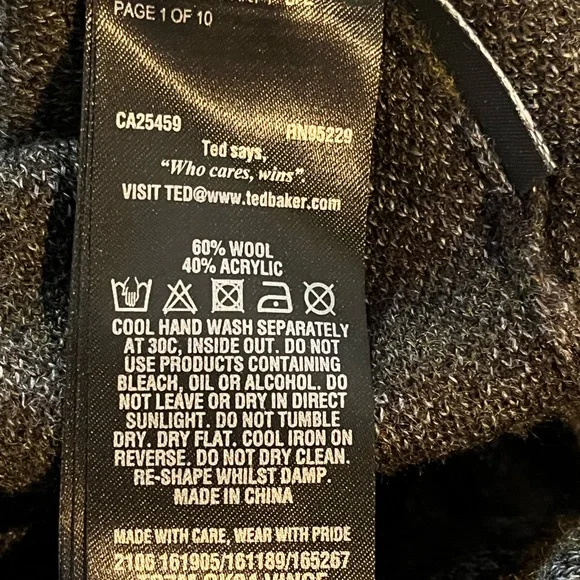 PAGE 1 OF 10
CA25459 RN95229
Ted says,
"Who cares, wins"
VISIT TED@www.tedbaker.com
60% WOOL
40% ACRYLIC
COOL HAND WASH SEPARATELY
AT 30C, INSIDE OUT. DO NOT
USE PRODUCTS CONTAINING
BLEACH, OIL OR ALCOHOL. DO
NOT LEAVE OR DRY IN DIRECT
SUNLIGHT. DO NOT TUMBLE
DRY. DRY FLAT. COOL IRON ON
REVERSE. DO NOT DRY CLEAN.
RE-SHAPE WHILST DAMP.
MADE IN CHINA
MADE WITH CARE, WEAR WITH PRIDE
2106 161905/161189/165267